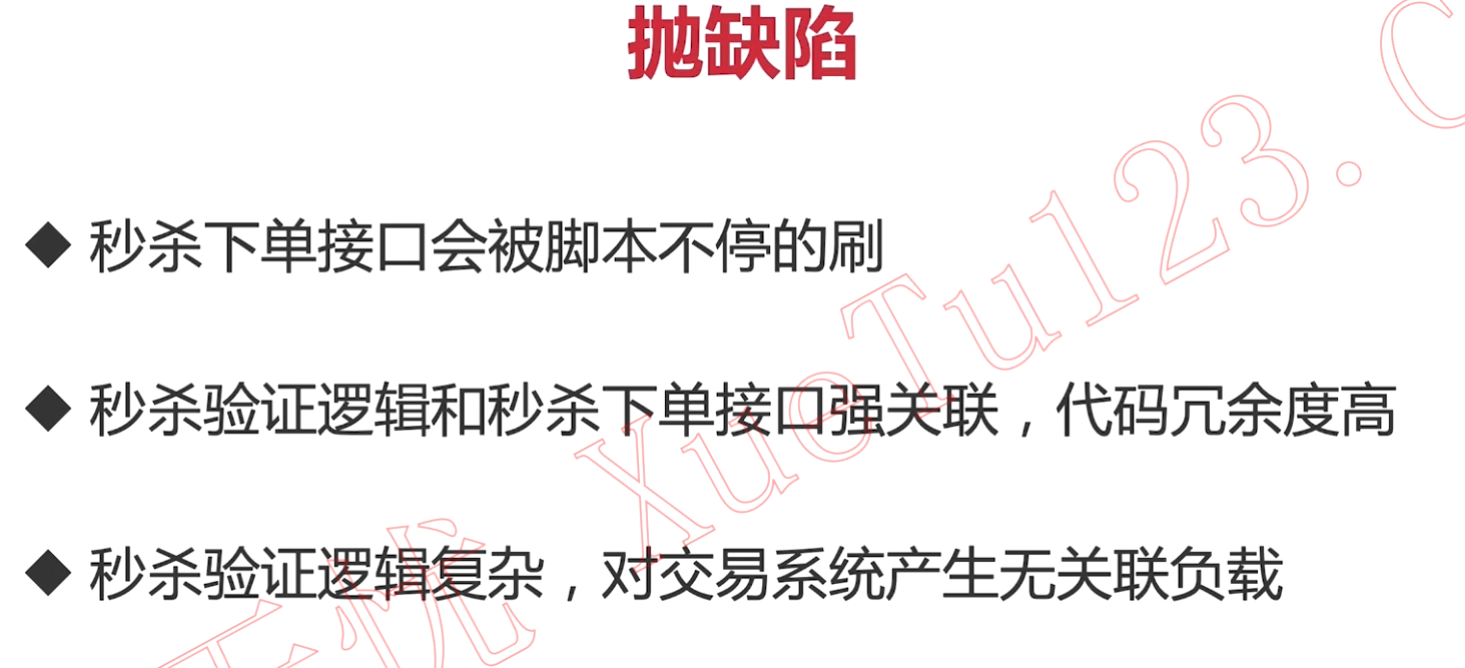 抛缺陷
秒杀下单接口会被脚本不停的刷
秒杀验证逻辑和秒杀下单接口强关联，代码冗余度高
秒杀验证逻辑复杂，对交易系统产生无关联负载
无忧 XueTu123.C